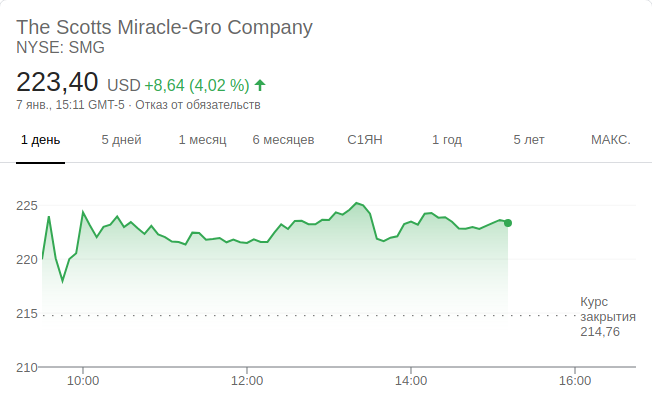 The Scotts Miracle-Gro Company
NYSE: SMG
223,40 USD +8,64 (4,02 %)
7 янв., 15:11 GMT-5 · Отказ от обязательств
1 день 5 дней 1 месяц 6 месяцев С1ЯН 1 год 5 лет МАКС.
225
220
215
Курс
закрытия
214,76
210
10:00 12:00 14:00 16:00